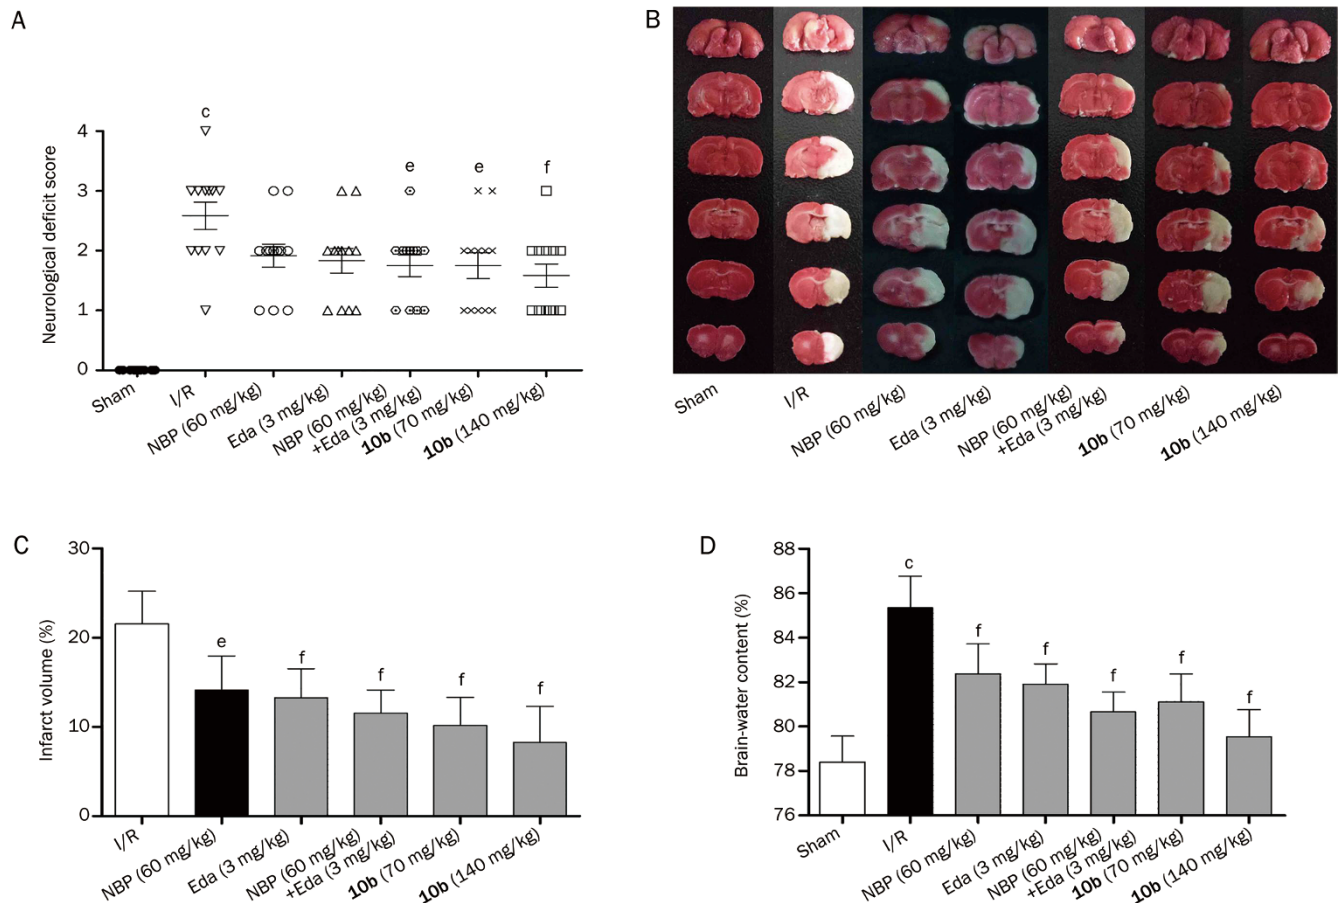 A
Neurological deficit score
4
3
2
1
0
c
e
e
f
Sham
I/R
NBP (60 mg/kg)
Eda (3 mg/kg)
NBP (60 mg/kg)
+Eda (3 mg/kg)
10b (70 mg/kg)
10b (140 mg/kg)
B
Sham
I/R
NBP (60 mg/kg)
Eda (3 mg/kg)
NBP (60 mg/kg)
+Eda (3 mg/kg)
10b (70 mg/kg)
10b (140 mg/kg)
C
Infarct volume (%)
30
20
10
0
e
f
f
f
f
I/R
NBP (60 mg/kg)
Eda (3 mg/kg)
NBP (60 mg/kg)
+Eda (3 mg/kg)
10b (70 mg/kg)
10b (140 mg/kg)
D
Brain-water content (%)
88
86
84
82
80
78
76
c
f
f
f
f
f
Sham
I/R
NBP (60 mg/kg)
Eda (3 mg/kg)
NBP (60 mg/kg)
+Eda (3 mg/kg)
10b (70 mg/kg)
10b (140 mg/kg)